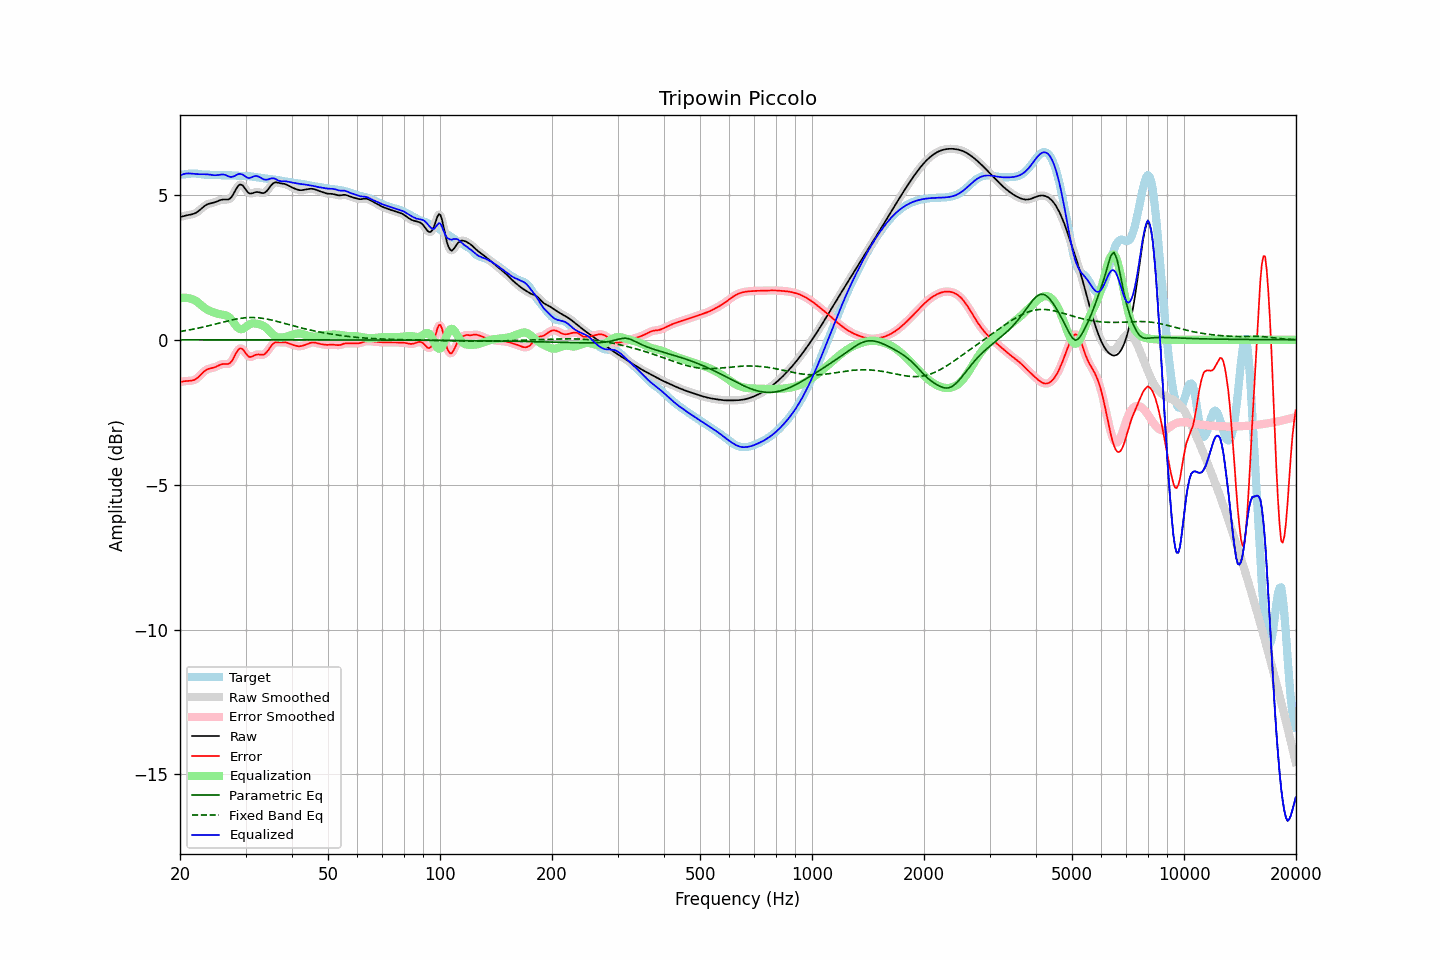 Tripowin Piccolo
Amplitude (dBr)
5
0
−5
−10
−15
Target
Raw Smoothed
Error Smoothed
Raw
Error
Equalization
Parametric Eq
Fixed Band Eq
Equalized
20 50 100 200 500 1000 2000 5000 10000 20000
Frequency (Hz)